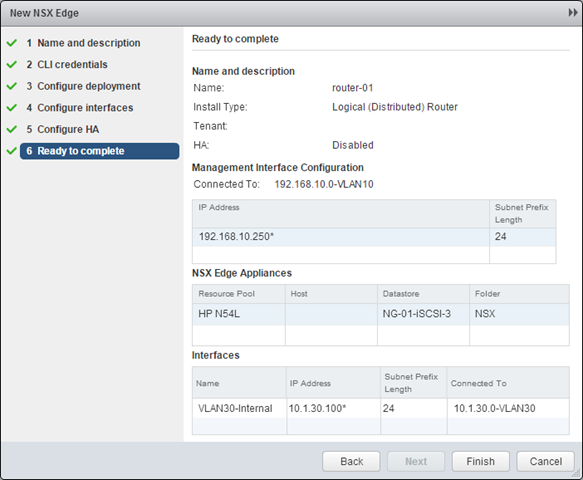 New NSX Edge
1 Name and description
2 CLI credentials
3 Configure deployment
4 Configure interfaces
5 Configure HA
6 Ready to complete
Ready to complete
Name and description
Name: router-01
Install Type: Logical (Distributed) Router
Tenant:
HA: Disabled
Management Interface Configuration
Connected To: 192.168.10.0-VLAN10
IP Address Subnet Prefix Length
192.168.10.250* 24
NSX Edge Appliances
Resource Pool Host Datastore Folder
HP N54L NG-01-iSCSI-3 NSX
Interfaces
Name IP Address Subnet Prefix Length Connected To
VLAN30-Internal 10.1.30.100* 24 10.1.30.0-VLAN30
Back Next Finish Cancel